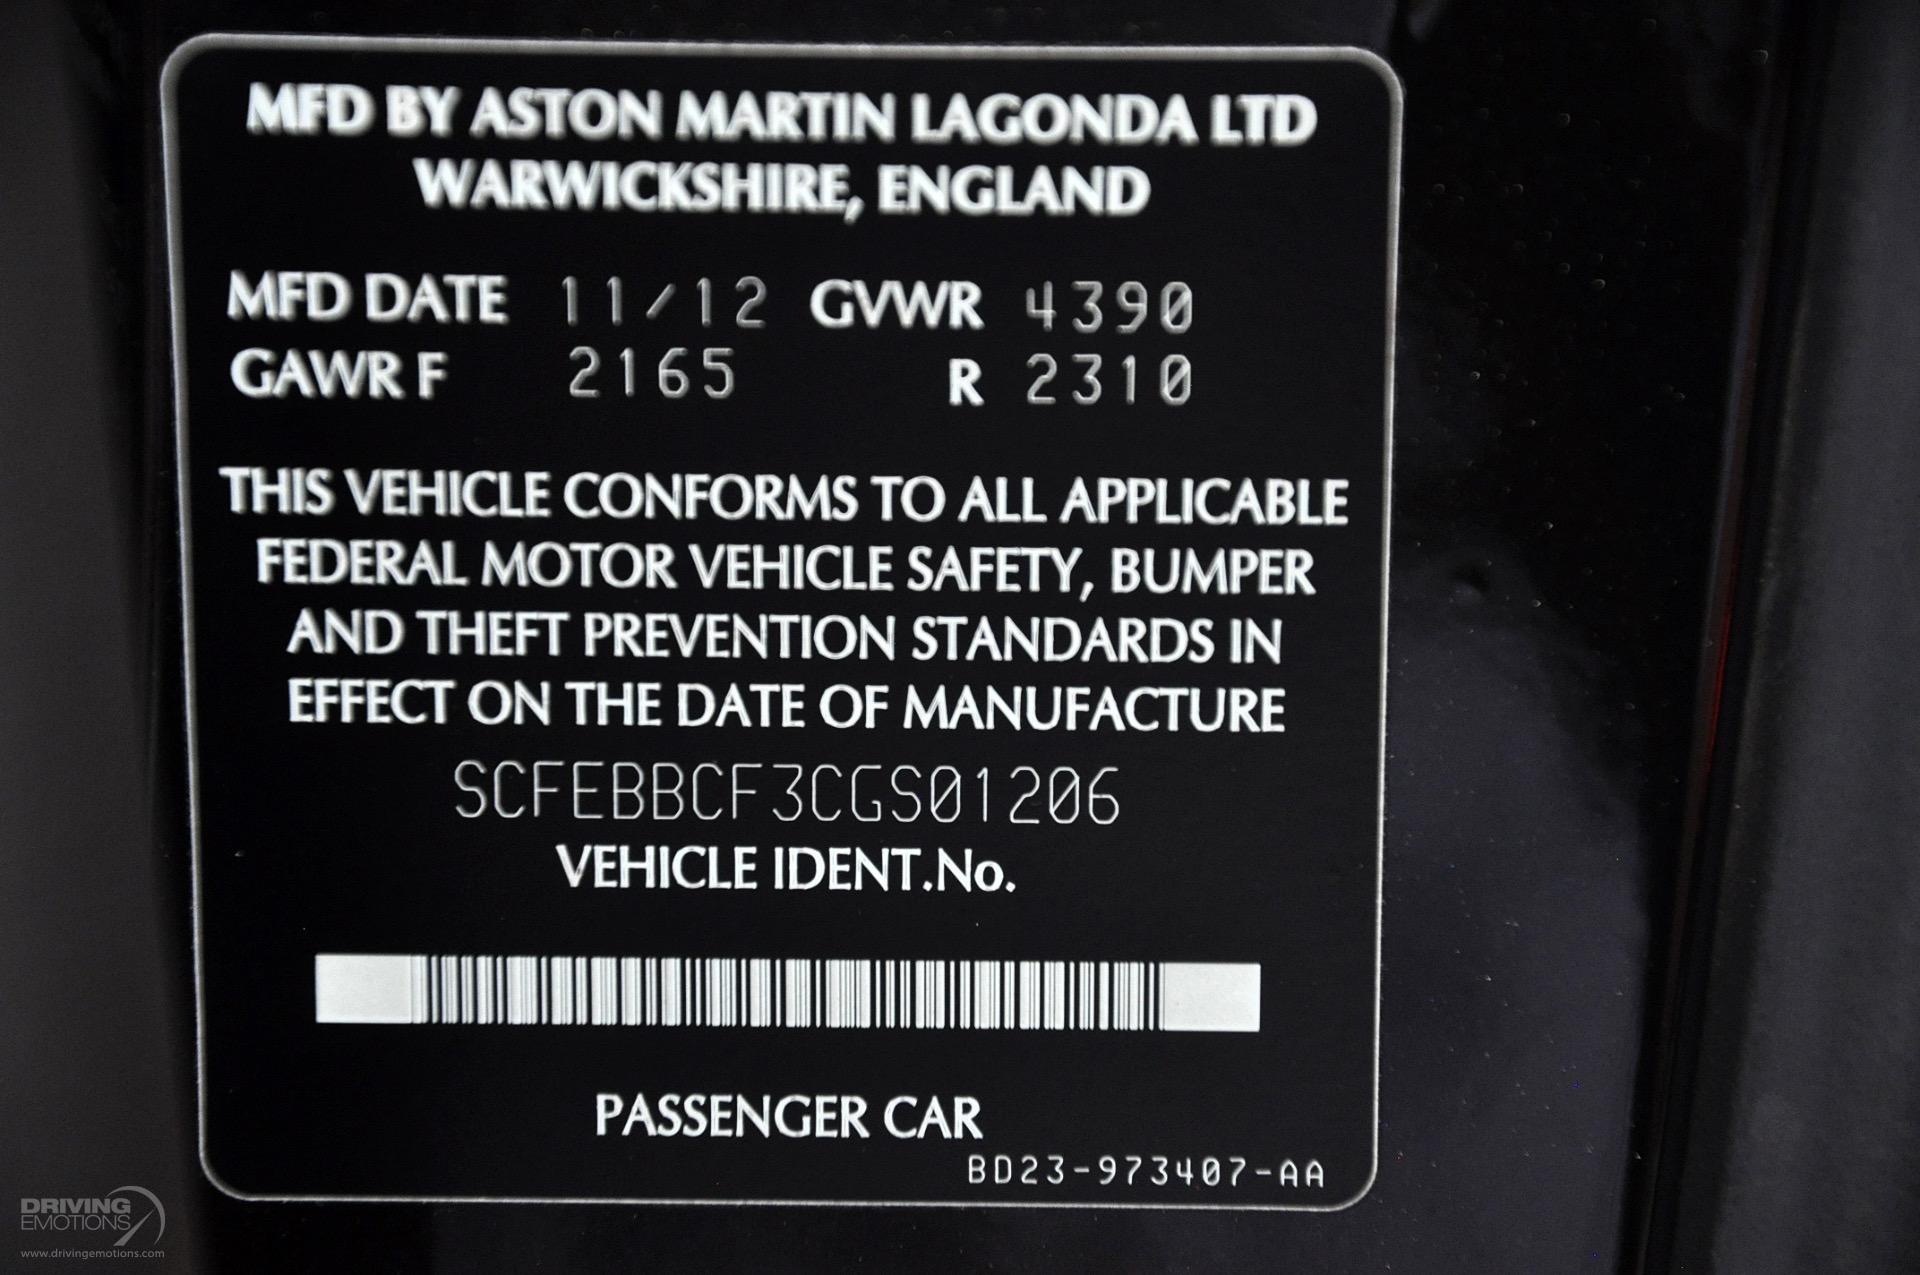 MFD BY ASTON MARTIN LAGONDA LTD
WARWICKSHIRE, ENGLAND
MFD DATE 11/12 GVWR 4390
GAWR F 2165 R 2310
THIS VEHICLE CONFORMS TO ALL APPLICABLE
FEDERAL MOTOR VEHICLE SAFETY, BUMPER
AND THEFT PREVENTION STANDARDS IN
EFFECT ON THE DATE OF MANUFACTURE
SCFEBBCF3CGS01206
VEHICLE IDENT.No.
PASSENGER CAR
BD23-973407-AA
DRIVING
EMOTIONS
www.drivingemotions.com